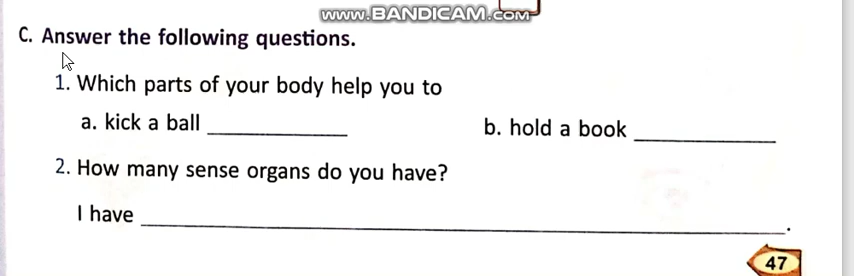 www.BANDICAM.COM
C. Answer the following questions.
1. Which parts of your body help you to
a. kick a ball ____________ b. hold a book ____________
2. How many sense organs do you have?
I have ____________________________________________.
47